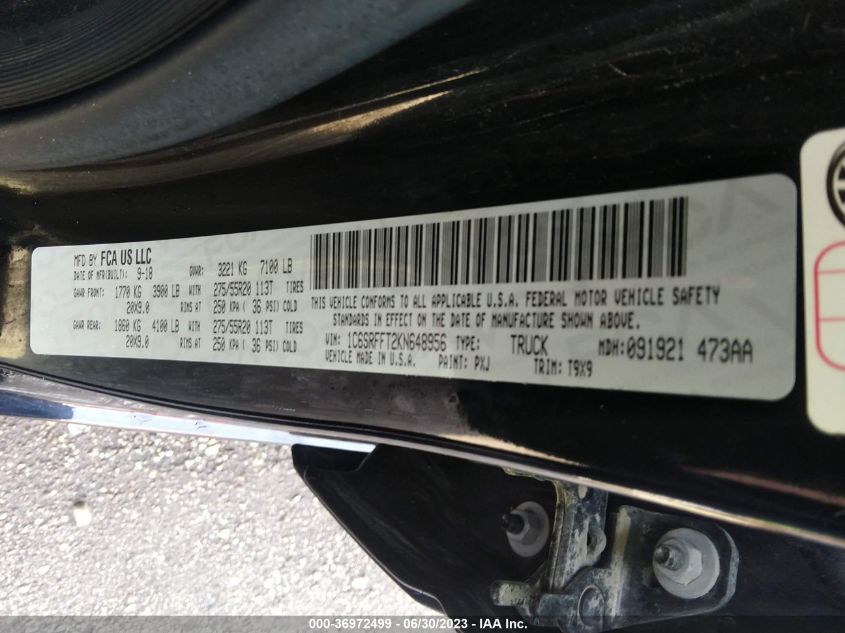 MFD BY FCA US LLC
DATE OF MFR(BUILT): 9-18 GVWR: 3221 KG 7100 LB
GAWR FRONT: 1770 KG 3900 LB WITH 275/55R20 113T TIRES
20X9.0 RIMS AT 250 KPA ( 36 PSI) COLD
GAWR REAR: 1860 KG 4100 LB WITH 275/55R20 113T TIRES
20X9.0 RIMS AT 250 KPA ( 36 PSI) COLD
THIS VEHICLE CONFORMS TO ALL APPLICABLE U.S.A. FEDERAL MOTOR VEHICLE SAFETY
STANDARDS IN EFFECT ON THE DATE OF MANUFACTURE SHOWN ABOVE.
VIN: 1C6SRFFT2KN648956 TYPE: TRUCK MDH: 091921 473AA
VEHICLE MADE IN U.S.A. PAINT: PXJ TRIM: T9X9
000-36972499 - 06/30/2023 - IAA Inc.